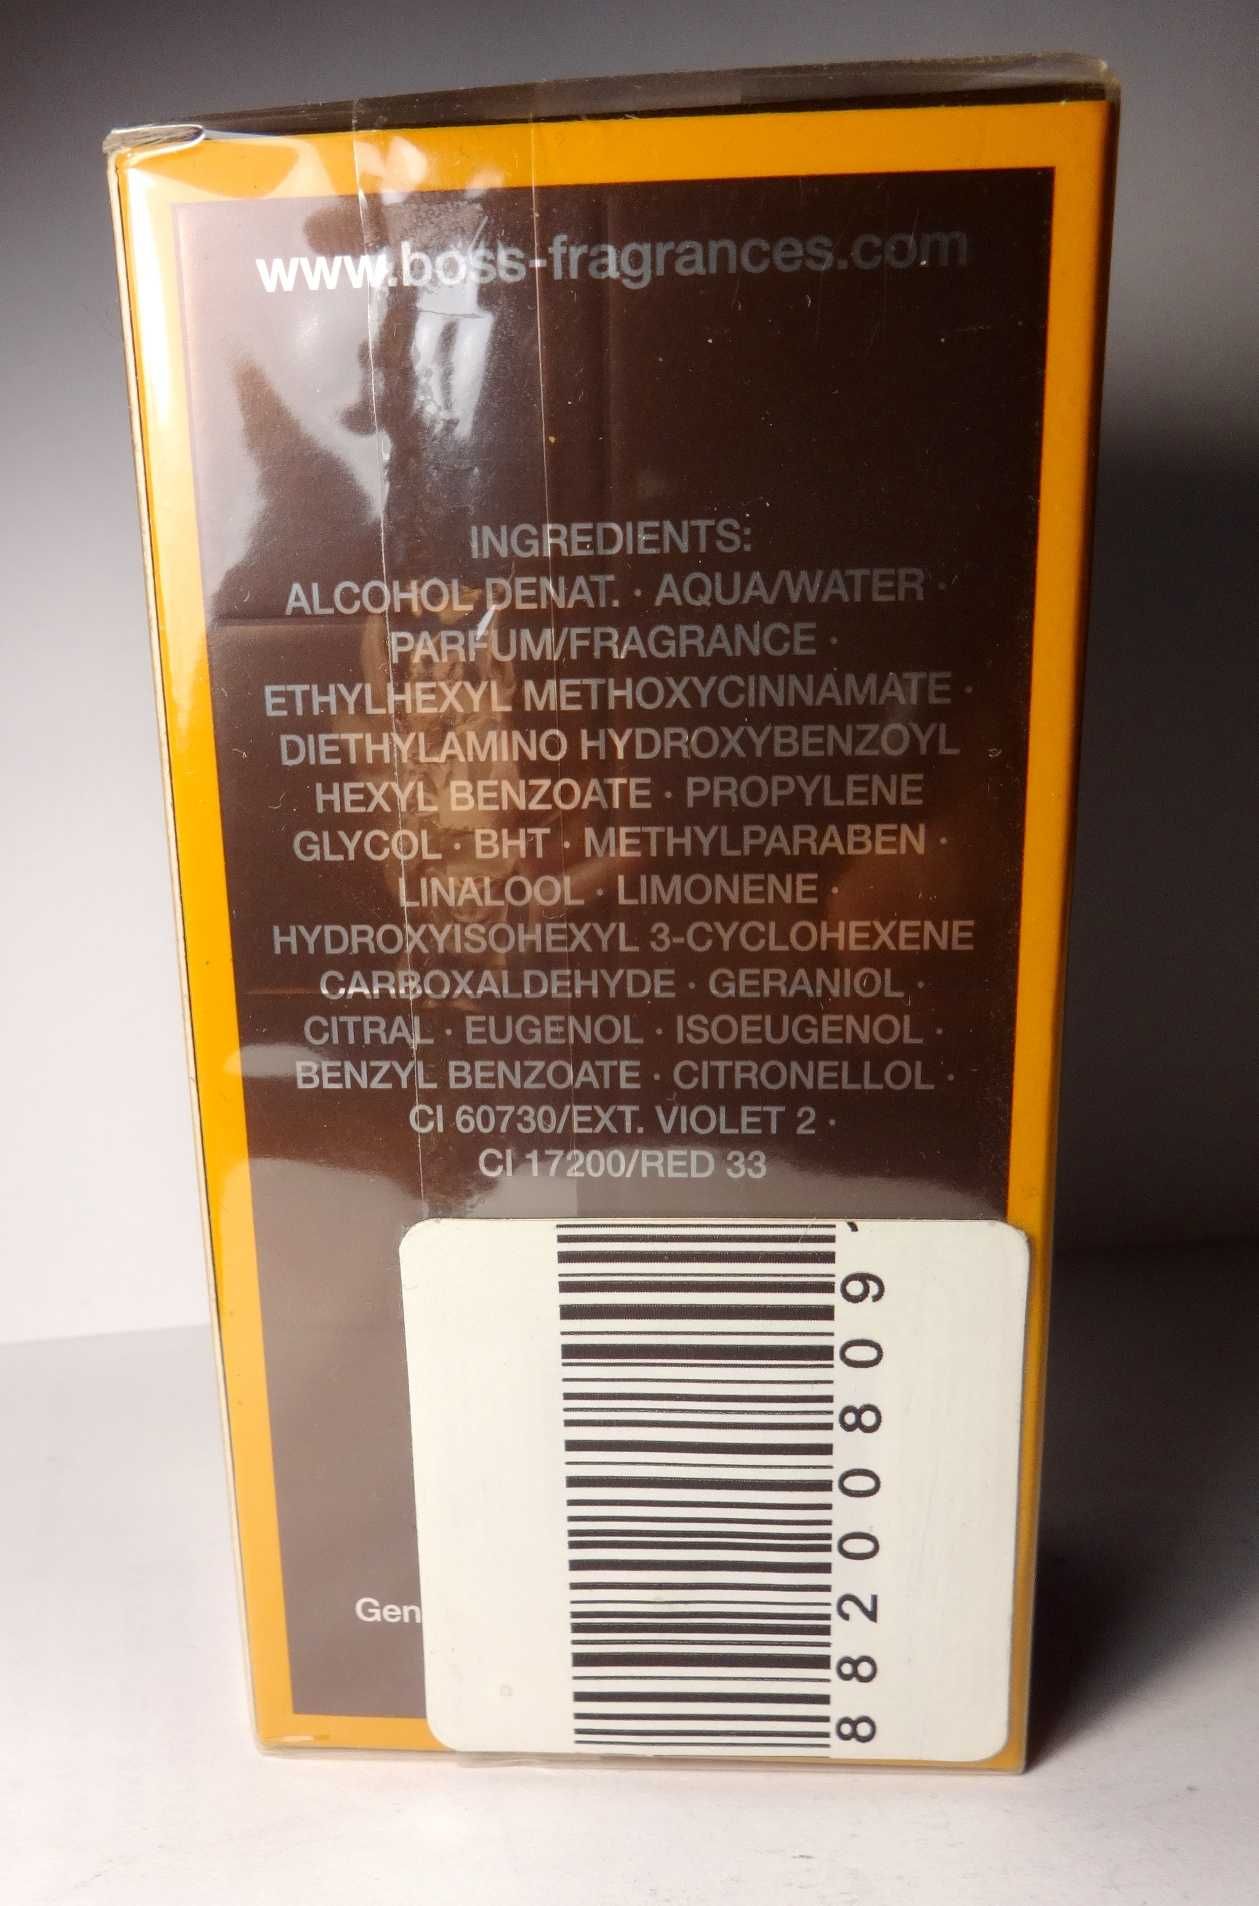 www.boss-fragrances.com
INGREDIENTS:
ALCOHOL DENAT. · AQUA/WATER ·
PARFUM/FRAGRANCE ·
ETHYLHEXYL METHOXYCINNAMATE ·
DIETHYLAMINO HYDROXYBENZOYL
HEXYL BENZOATE · PROPYLENE
GLYCOL · BHT · METHYLPARABEN ·
LINALOOL · LIMONENE ·
HYDROXYISOHEXYL 3-CYCLOHEXENE
CARBOXALDEHYDE · GERANIOL ·
CITRAL · EUGENOL · ISOEUGENOL ·
BENZYL BENZOATE · CITRONELLOL ·
CI 60730/EXT. VIOLET 2 ·
CI 17200/RED 33
Gen
88200809